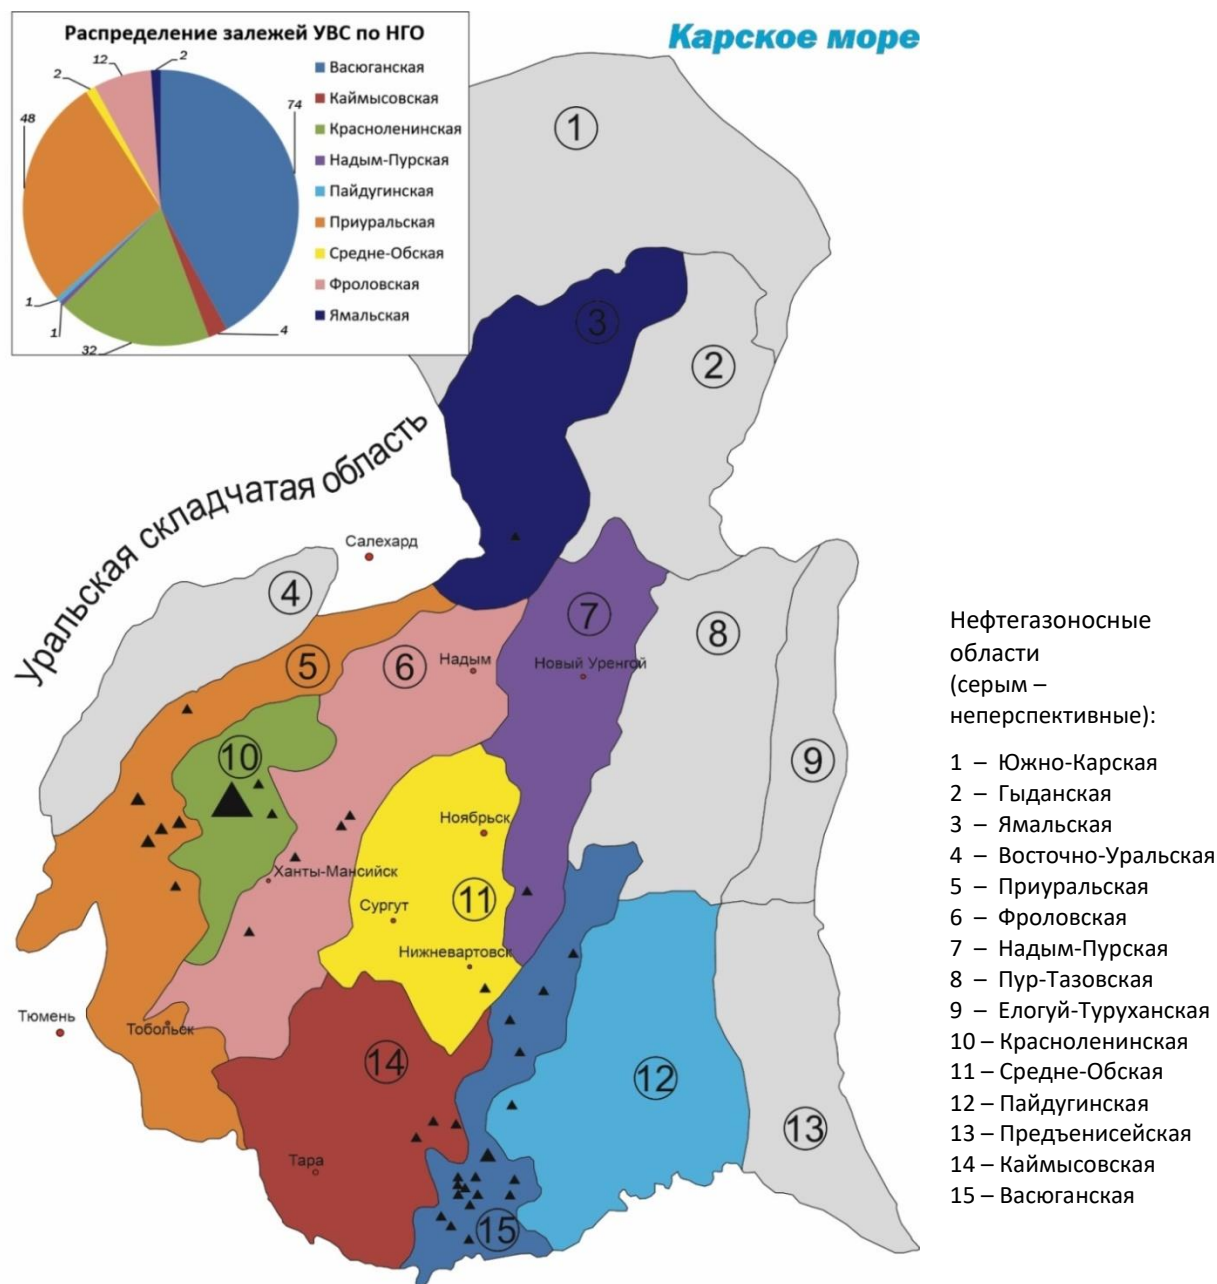 Распределение залежей УВС по НГО
2
12
2
48
74
1
1
32
4
Васюганская
Каймысовская
Красноленинская
Надым-Пурская
Пайдугинская
Приуральская
Средне-Обская
Фроловская
Ямальская
Карское море
1
3
2
Уральская складчатая область
Салехард
4
7
8
5
6
Надым
Новый Уренгой
10
9
Ноябрьск
Ханты-Мансийск
11
Сургут
Нижневартовск
Тюмень
Тобольск
14
12
13
Тара
15
Нефтегазоносные
области
(серым –
неперспективные):
1 – Южно-Карская
2 – Гыданская
3 – Ямальская
4 – Восточно-Уральская
5 – Приуральская
6 – Фроловская
7 – Надым-Пурская
8 – Пур-Тазовская
9 – Елогуй-Туруханская
10 – Красноленинская
11 – Средне-Обская
12 – Пайдугинская
13 – Предъенисейская
14 – Каймысовская
15 – Васюганская